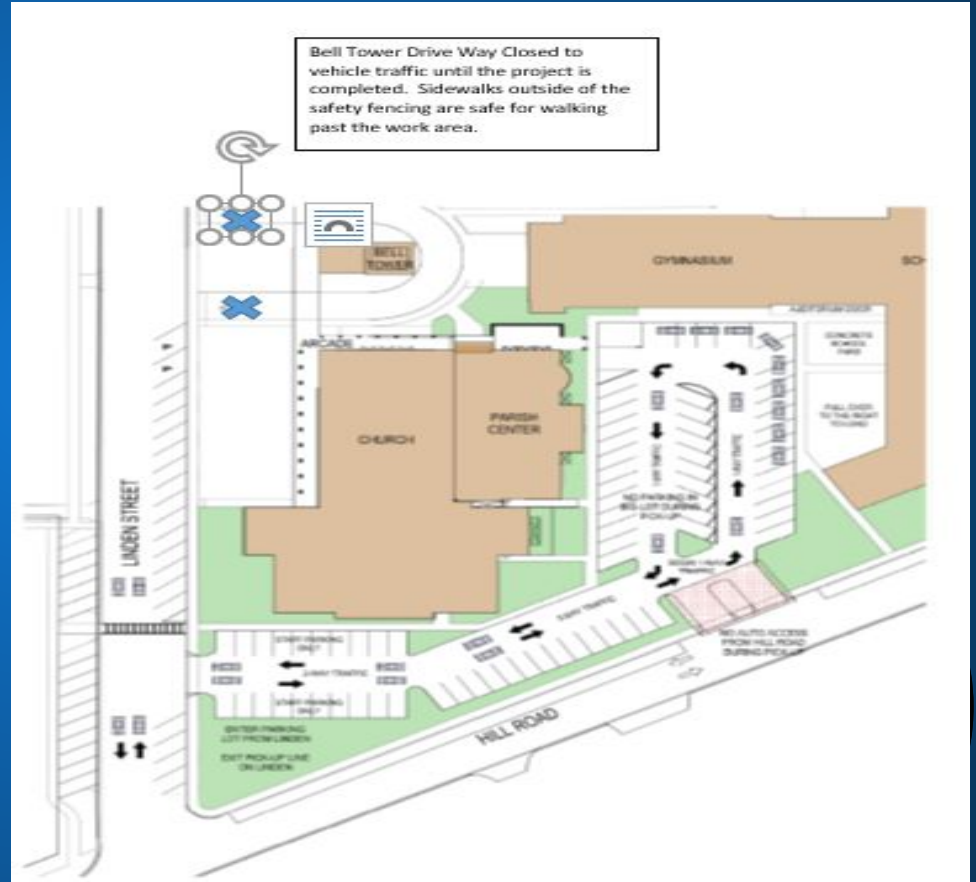 Bell Tower Drive Way Closed to
vehicle traffic until the project is
completed.  Sidewalks outside of the
safety fencing are safe for walking
past the work area.
BELL
TOWER
GYMNASIUM
ARCADE
CONCRETE
CHURCH
PARISH
CENTER
PULL OVER
TO THE RIGHT
TO LOAD
LINDEN STREET
NO PARKING IN
BIG LOT DURING
PICK-UP
2-WAY TRAFFIC
NO AUTO ACCESS
FROM HILL ROAD
DURING PICK-UP
STAFF PARKING
ONLY
2-WAY TRAFFIC
STAFF PARKING
ONLY
HILL ROAD
ENTER PARKING
LOT FROM LINDEN
EXIT PICK-UP LINE
ON LINDEN